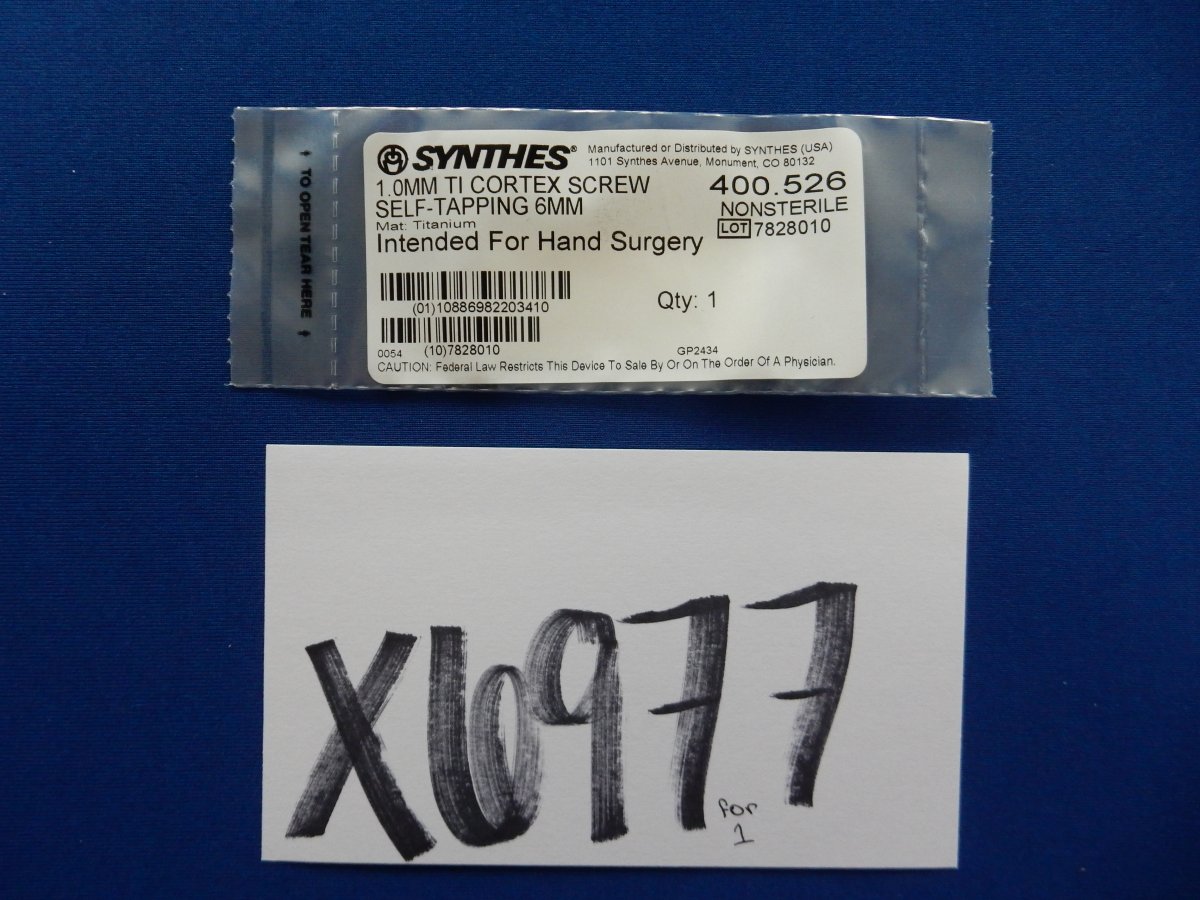 ↑ TO OPEN TEAR HERE ↑
SYNTHES®
Manufactured or Distributed by SYNTHES (USA)
1101 Synthes Avenue, Monument, CO 80132
1.0MM TI CORTEX SCREW
SELF-TAPPING 6MM
Mat: Titanium
Intended For Hand Surgery
400.526
NONSTERILE
LOT 7828010
(01)10886982203410
Qty: 1
0054 (10)7828010
GP2434
CAUTION: Federal Law Restricts This Device To Sale By Or On The Order Of A Physician.
X6977
for
1